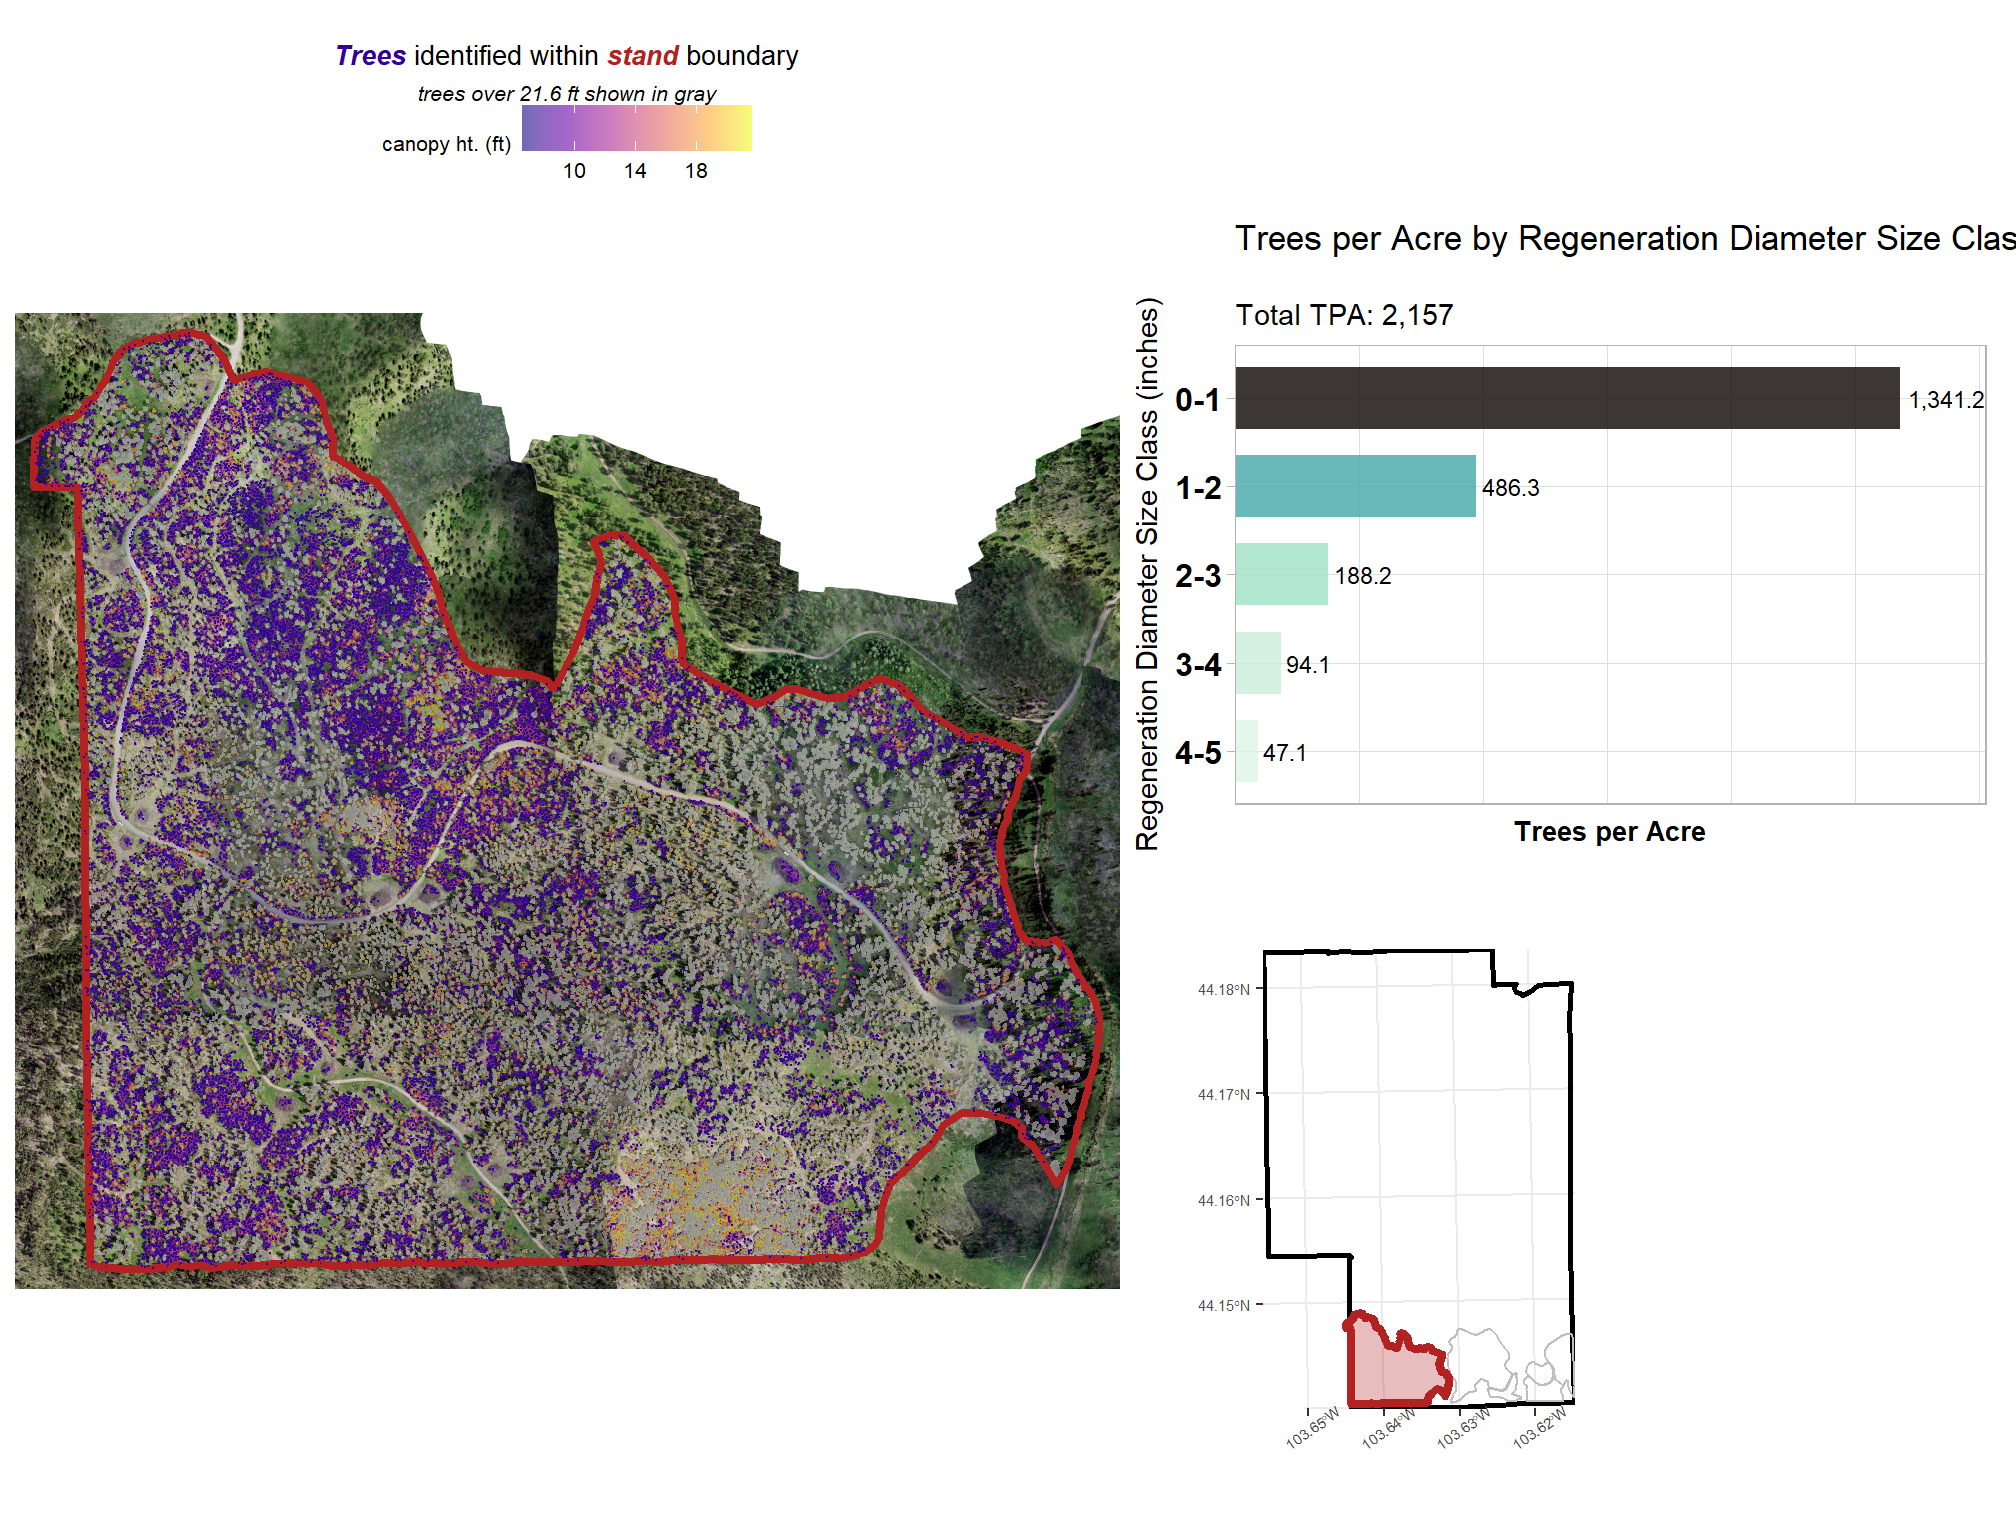 Trees identified within stand boundary
trees over 21.6 ft shown in gray
canopy ht. (ft)
10 14 18
Trees per Acre by Regeneration Diameter Size Clas
Total TPA: 2,157
Regeneration Diameter Size Class (inches)
0-1 1,341.2
1-2 486.3
2-3 188.2
3-4 94.1
4-5 47.1
Trees per Acre
44.18°N
44.17°N
44.16°N
44.15°N
103.65°W 103.64°W 103.63°W 103.62°W